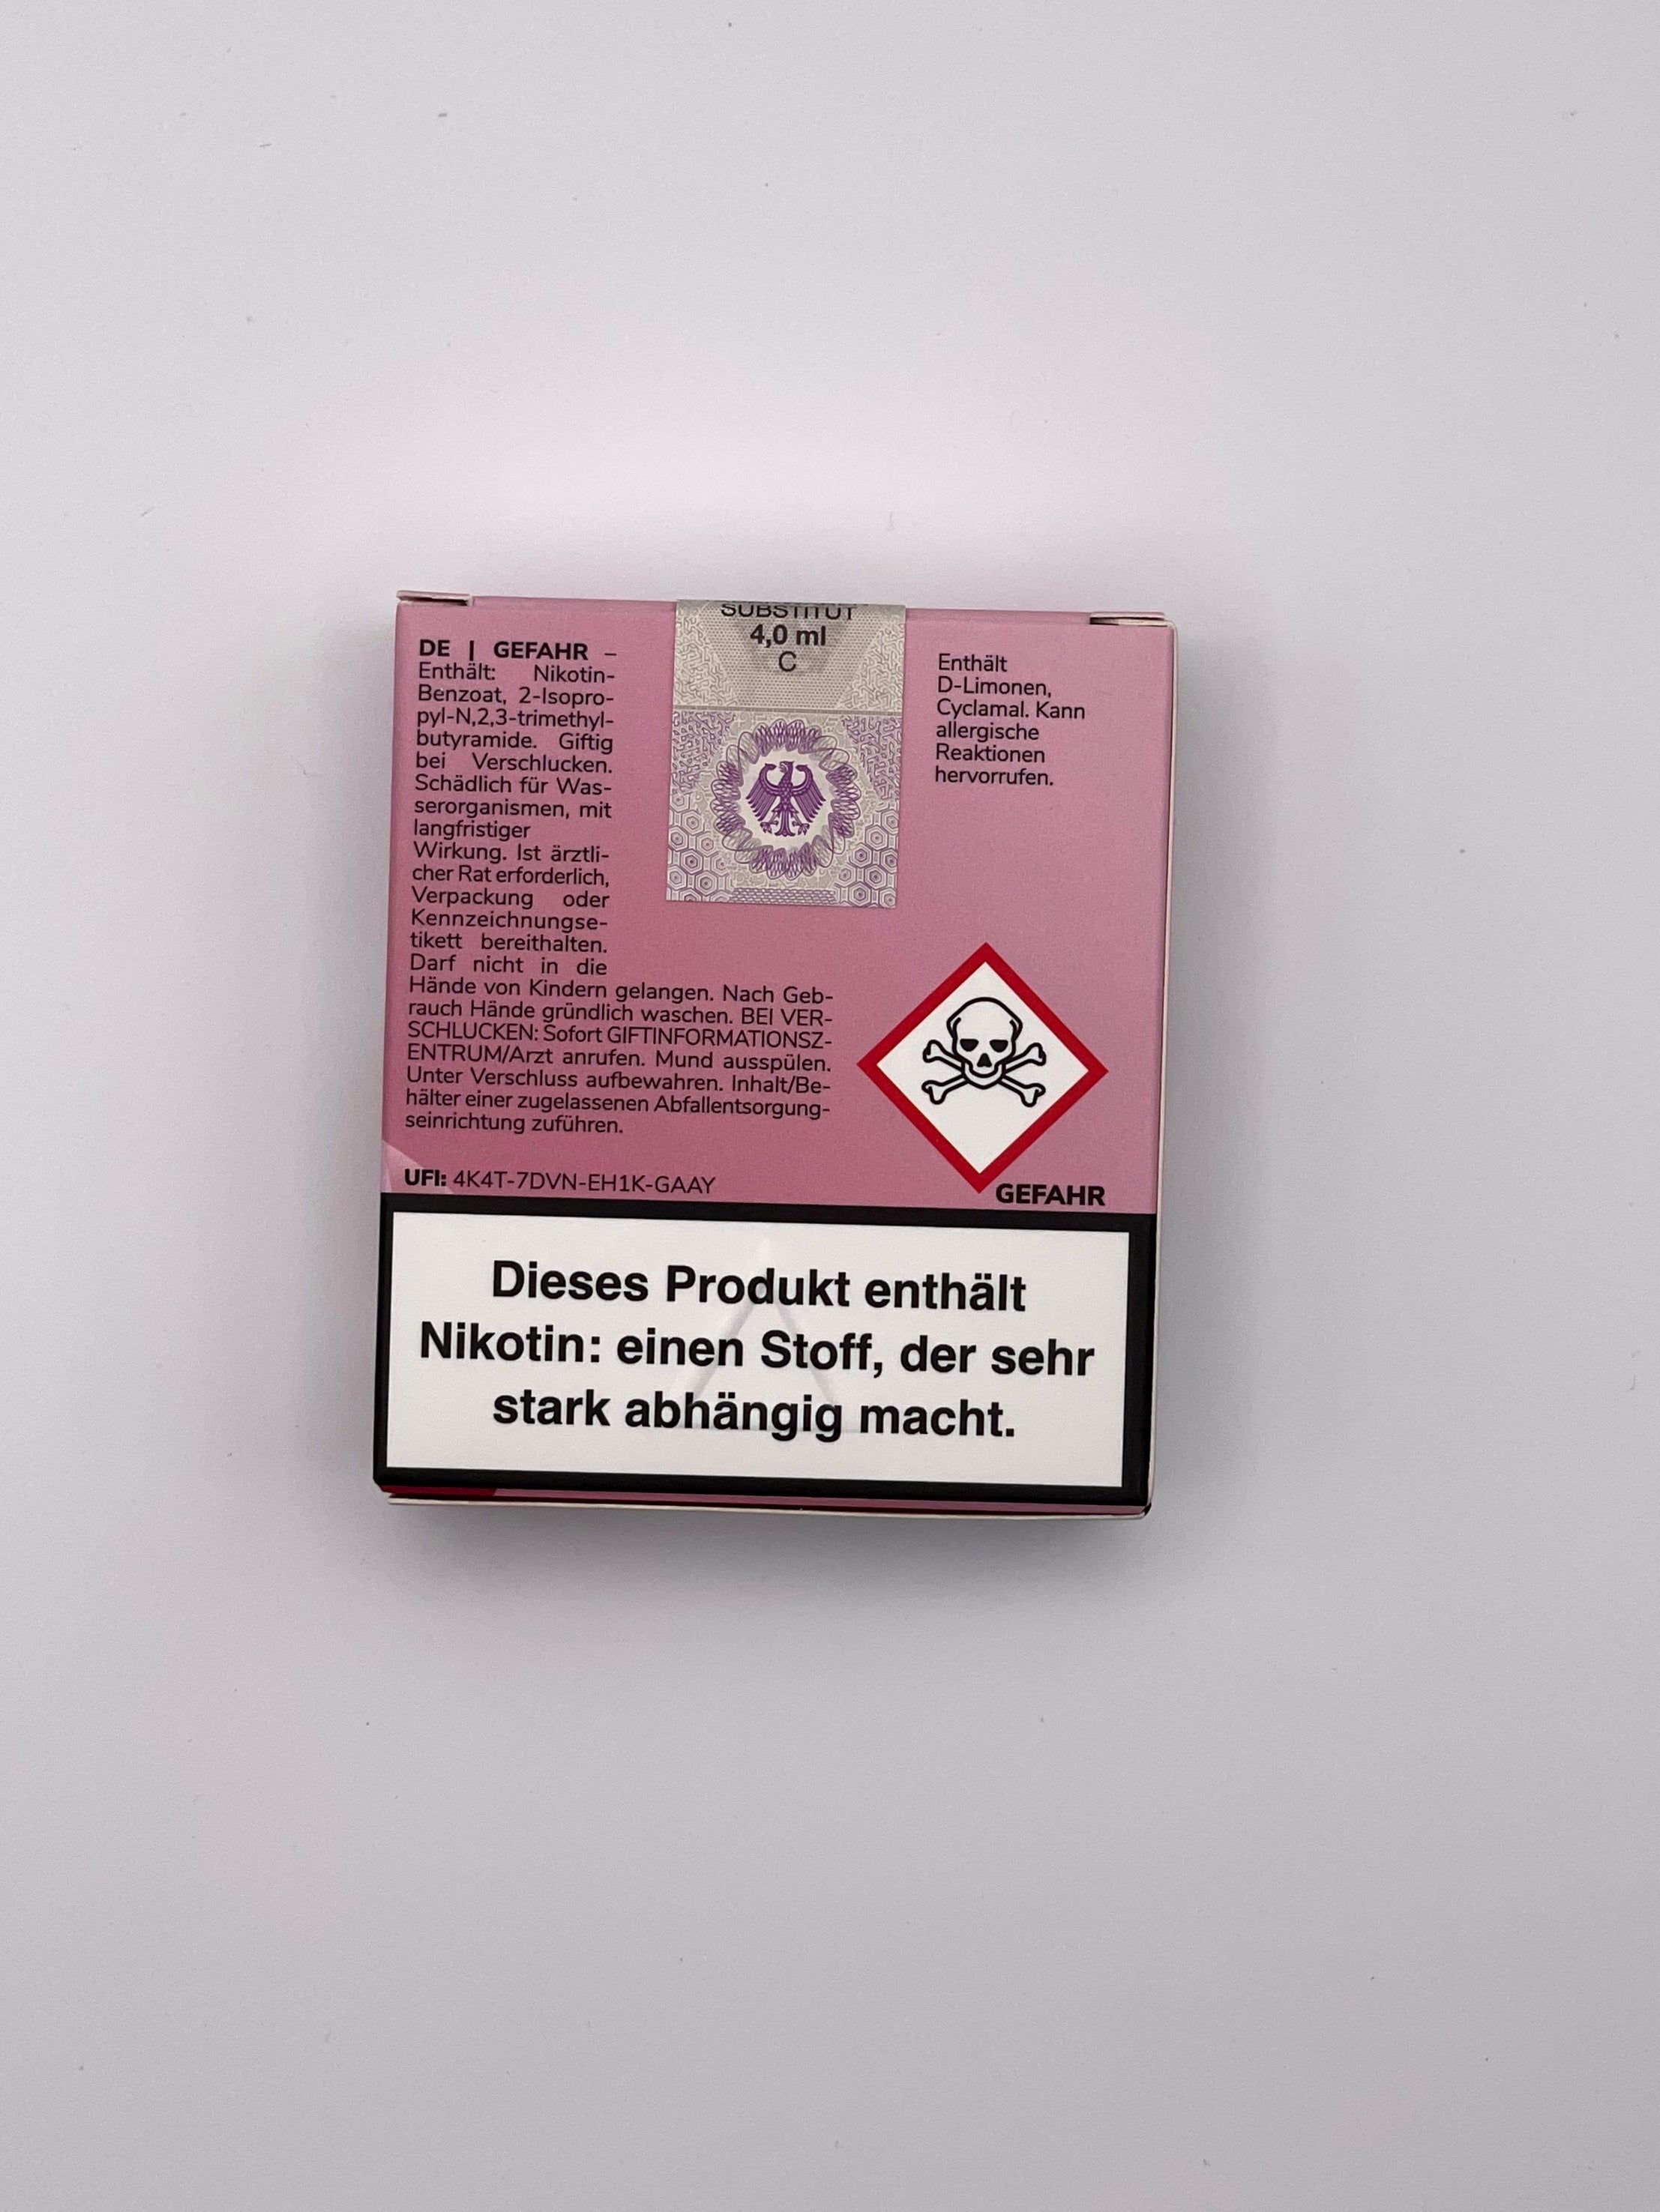 SUBSTITUT
4,0 ml
C
DE | GEFAHR –
Enthält: Nikotin-
Benzoat, 2-Isopro-
pyl-N,2,3-trimethyl-
butyramide. Giftig
bei Verschlucken.
Schädlich für Was-
serorganismen, mit
langfristiger
Wirkung. Ist ärztli-
cher Rat erforderlich,
Verpackung oder
Kennzeichnungse-
tikett bereithalten.
Darf nicht in die
Hände von Kindern gelangen. Nach Geb-
rauch Hände gründlich waschen. BEI VER-
SCHLUCKEN: Sofort GIFTINFORMATIONSZ-
ENTRUM/Arzt anrufen. Mund ausspülen.
Unter Verschluss aufbewahren. Inhalt/Be-
hälter einer zugelassenen Abfallentsorgung-
seinrichtung zuführen.
UFI: 4K4T-7DVN-EH1K-GAAY
Enthält
D-Limonen,
Cyclamal. Kann
allergische
Reaktionen
hervorrufen.
GEFAHR
Dieses Produkt enthält
Nikotin: einen Stoff, der sehr
stark abhängig macht.